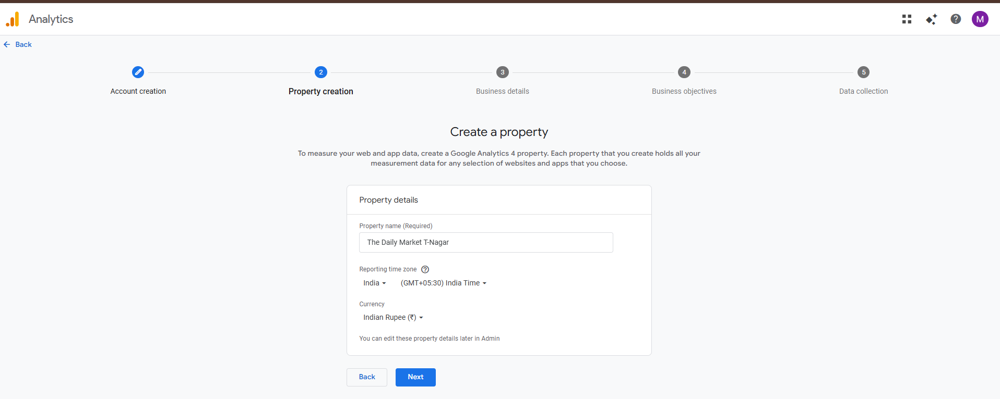 Analytics
M
Back
2
3
4
5
Account creation
Property creation
Business details
Business objectives
Data collection
Create a property
To measure your web and app data, create a Google Analytics 4 property. Each property that you create holds all your
measurement data for any selection of websites and apps that you choose.
Property details
Property name (Required)
The Daily Market T-Nagar
Reporting time zone
India (GMT+05:30) India Time
Currency
Indian Rupee (₹)
You can edit these property details later in Admin
Back Next